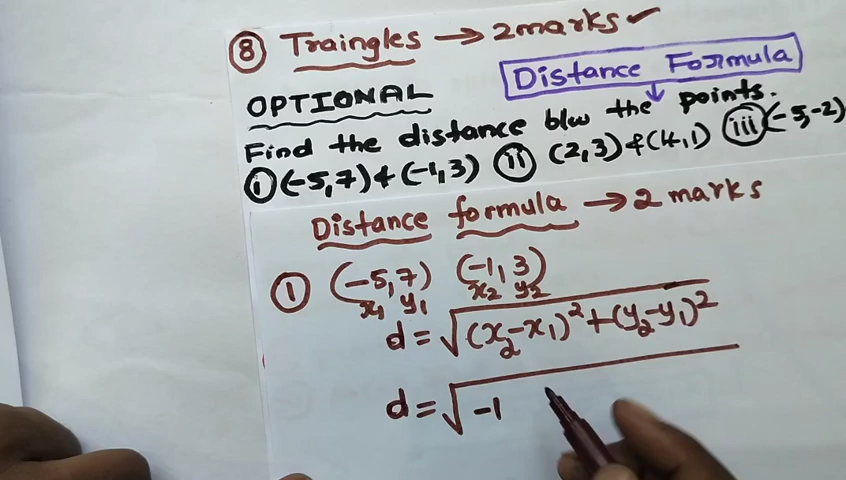 ⑧ Traingles → 2marks ✓
Distance Formula
OPTIONAL
Find the distance b/w the points.
ⓘ (-5,7) & (-1,3) ⓘⓘ (2,3) & (4,1) ⓘⓘⓘ (-5,-2)
Distance formula → 2 marks
① (-5,7) (-1,3)
x₁ y₁ x₂ y₂
d = √(x₂-x₁)²+(y₂-y₁)²
d = √-1